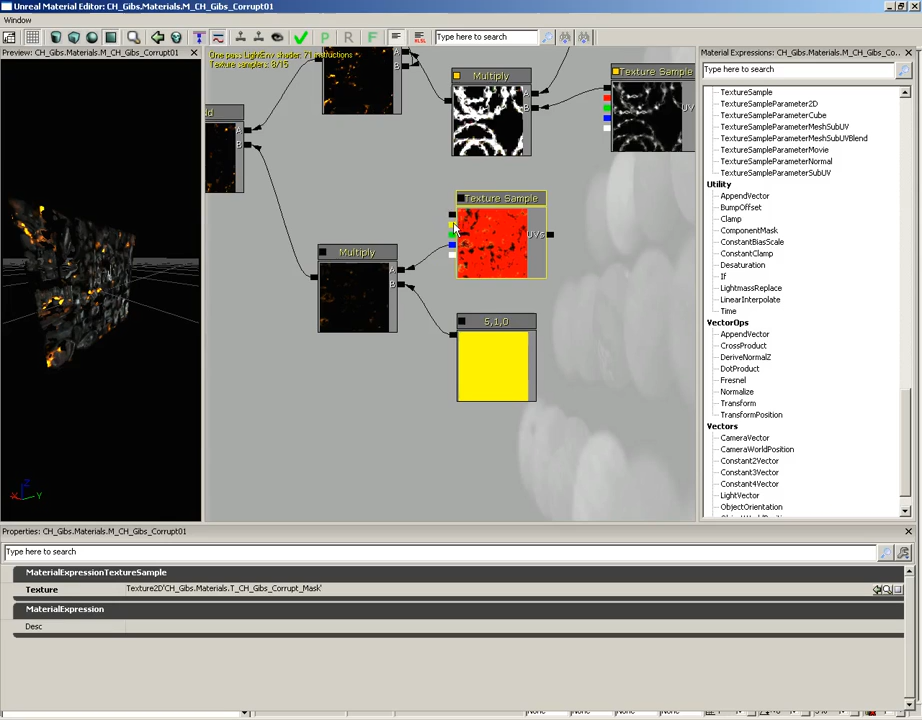 Unreal Material Editor: CH_Gibs.Materials.M_CH_Gibs_Corrupt01
Window
P R F HLSL Type here to search
Preview: CH_Gibs.Materials.M_CH_Gibs_Corrupt01
One pass LightEnv shader: 71 instructions
Texture samplers: 8/15
A
B
Multiply
A
B
Texture Sample
UV
A
B
Texture Sample
UVs
Multiply
A
B
5,1,0
X Y Z
Material Expressions: CH_Gibs.Materials.M_CH_Gibs_Co...
Type here to search
TextureSample
TextureSampleParameter2D
TextureSampleParameterCube
TextureSampleParameterMeshSubUV
TextureSampleParameterMeshSubUVBlend
TextureSampleParameterMovie
TextureSampleParameterNormal
TextureSampleParameterSubUV
Utility
AppendVector
BumpOffset
Clamp
ComponentMask
ConstantBiasScale
ConstantClamp
Desaturation
If
LightmassReplace
LinearInterpolate
Time
VectorOps
AppendVector
CrossProduct
DeriveNormalZ
DotProduct
Fresnel
Normalize
Transform
TransformPosition
Vectors
CameraVector
CameraWorldPosition
Constant2Vector
Constant3Vector
Constant4Vector
LightVector
ObjectOrientation
Properties: CH_Gibs.Materials.M_CH_Gibs_Corrupt01
Type here to search
MaterialExpressionTextureSample
Texture Texture2D'CH_Gibs.Materials.T_CH_Gibs_Corrupt_Mask'
MaterialExpression
Desc